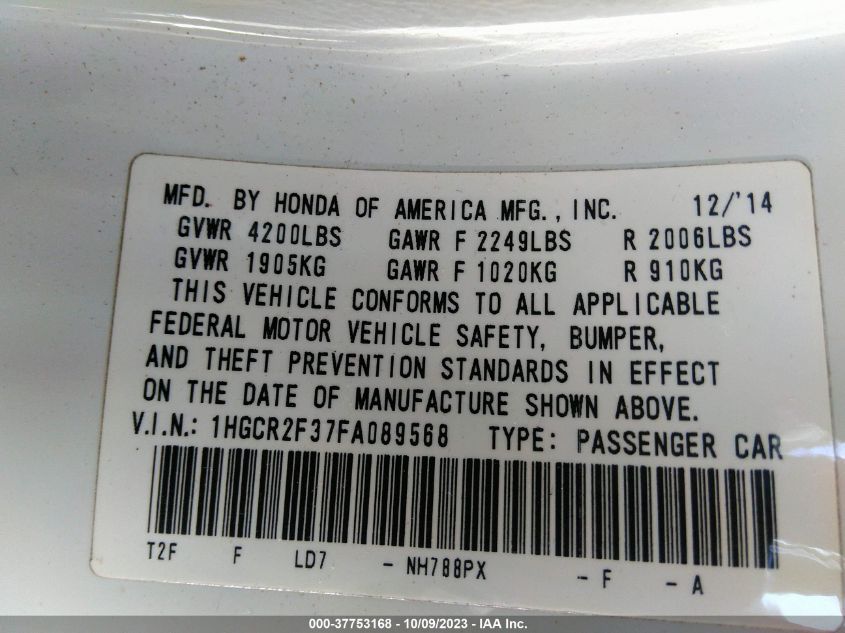 MFD. BY HONDA OF AMERICA MFG., INC. 12/'14
GVWR 4200LBS GAWR F 2249LBS R 2006LBS
GVWR 1905KG GAWR F 1020KG R 910KG
THIS VEHICLE CONFORMS TO ALL APPLICABLE
FEDERAL MOTOR VEHICLE SAFETY, BUMPER,
AND THEFT PREVENTION STANDARDS IN EFFECT
ON THE DATE OF MANUFACTURE SHOWN ABOVE.
V.I.N.: 1HGCR2F37FA089568 TYPE: PASSENGER CAR
T2F F LD7 - NH788PX - F - A
000-37753168 - 10/09/2023 - IAA Inc.